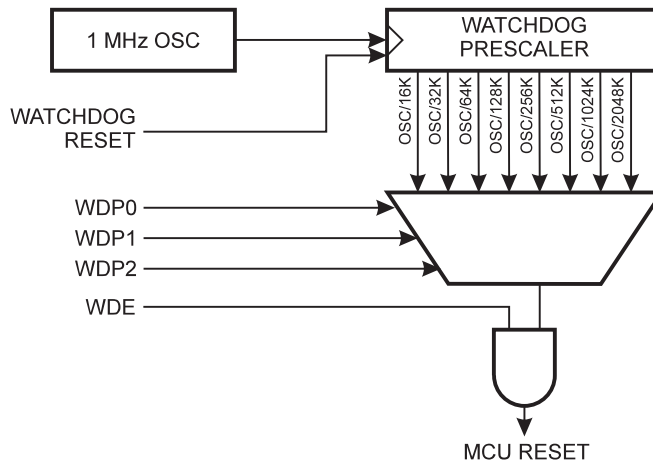 1 MHz OSC
WATCHDOG
PRESCALER
WATCHDOG
RESET
OSC/16K
OSC/32K
OSC/64K
OSC/128K
OSC/256K
OSC/512K
OSC/1024K
OSC/2048K
WDP0
WDP1
WDP2
WDE
MCU RESET